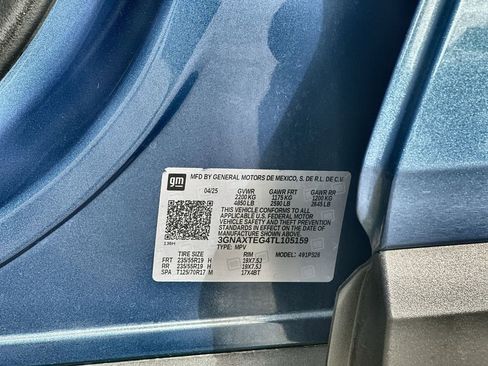 gm
MFD BY GENERAL MOTORS DE MEXICO, S. DE R.L. DE C.V.
04/25 GVWR GAWR FRT GAWR RR
2200 KG 1175 KG 1200 KG
4850 LB 2590 LB 2645 LB
THIS VEHICLE CONFORMS TO ALL
APPLICABLE U.S. FEDERAL MOTOR
VEHICLE SAFETY AND THEFT PREVENTION
STANDARDS IN EFFECT ON THE DATE OF
MANUFACTURE SHOWN ABOVE.
3GNAXTEG4TL105159
TYPE: MPV
TIRE SIZE RIM MODEL: 491PS26
FRT 235/55R19 H 19X7.5J
RR 235/55R19 H 19X7.5J
SPA T125/70R17 M 17X4BT